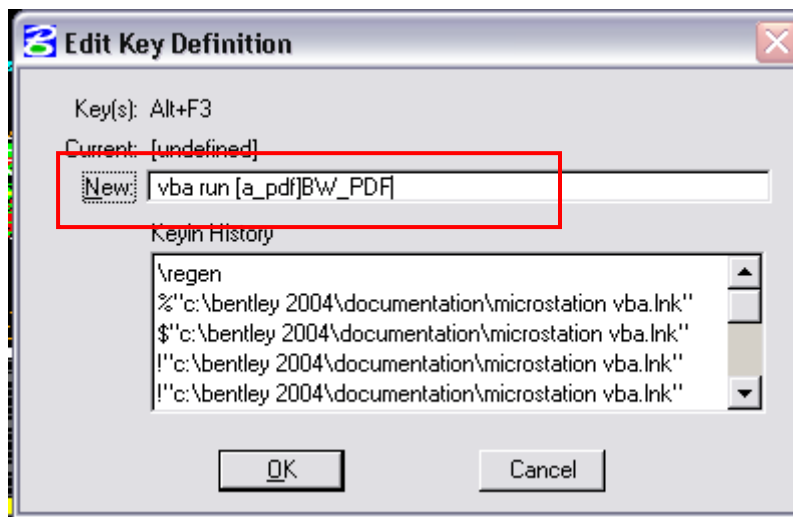 Edit Key Definition
Key(s): Alt+F3
Current: [undefined]
New: vba run [a_pdf]BW_PDF
Keyin History
\regen
%"c:\bentley 2004\documentation\microstation vba.lnk"
$"c:\bentley 2004\documentation\microstation vba.lnk"
!"c:\bentley 2004\documentation\microstation vba.lnk"
!"c:\bentley 2004\documentation\microstation vba.lnk"
OK Cancel